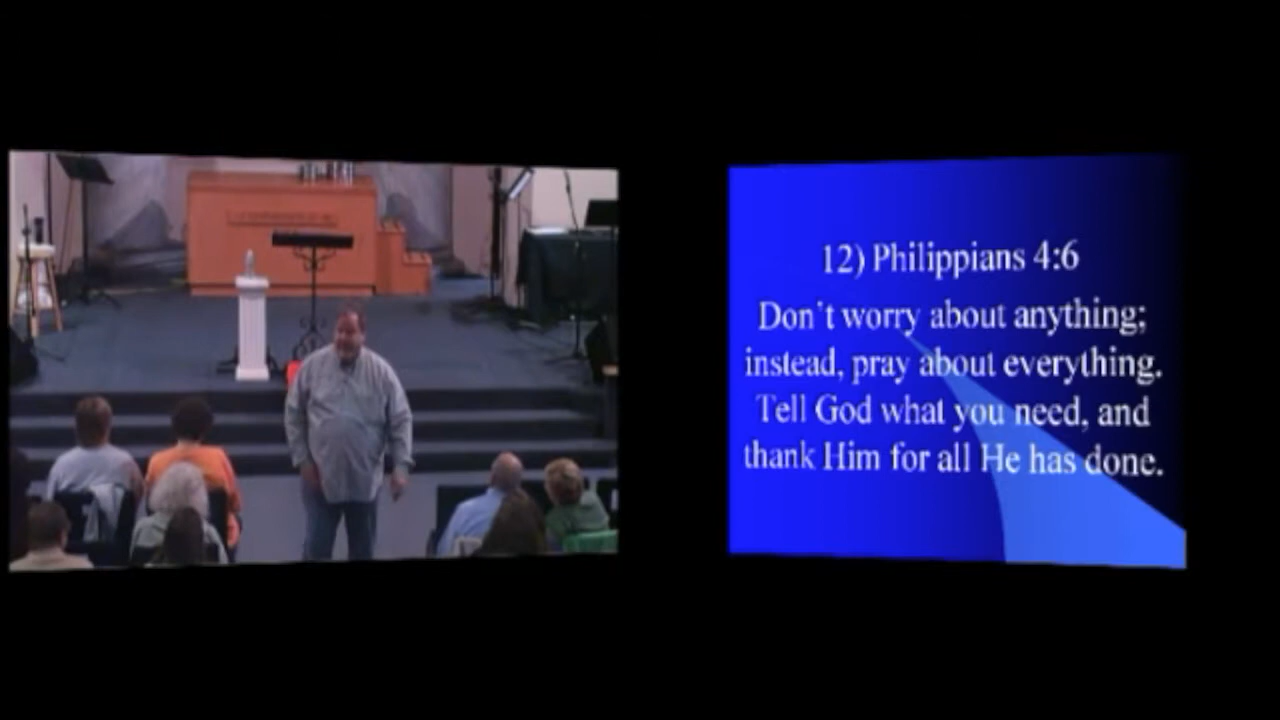 12) Philippians 4:6
Don't worry about anything;
instead, pray about everything.
Tell God what you need, and
thank Him for all He has done.